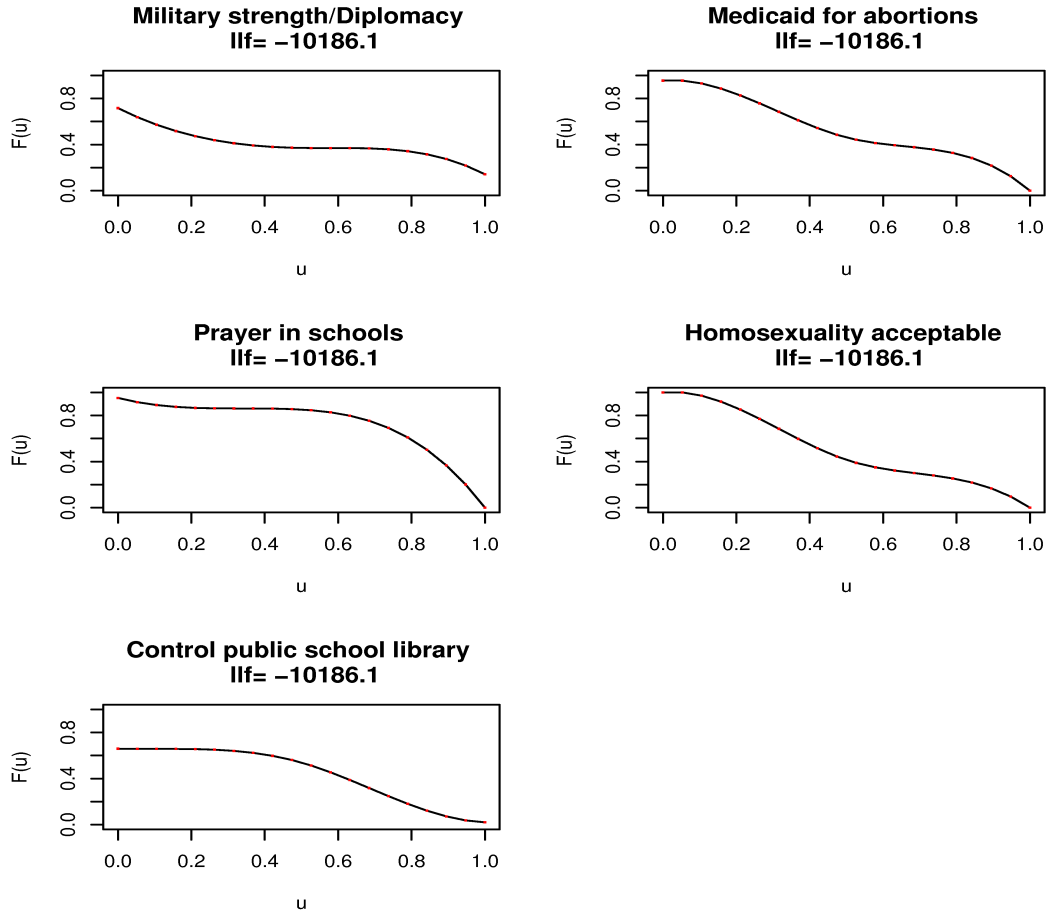 Military strength/Diplomacy
llf= −10186.1
F(u)
0.0 0.4 0.8
0.0 0.2 0.4 0.6 0.8 1.0
u
Medicaid for abortions
llf= −10186.1
F(u)
0.0 0.4 0.8
0.0 0.2 0.4 0.6 0.8 1.0
u
Prayer in schools
llf= −10186.1
F(u)
0.0 0.4 0.8
0.0 0.2 0.4 0.6 0.8 1.0
u
Homosexuality acceptable
llf= −10186.1
F(u)
0.0 0.4 0.8
0.0 0.2 0.4 0.6 0.8 1.0
u
Control public school library
llf= −10186.1
F(u)
0.0 0.4 0.8
0.0 0.2 0.4 0.6 0.8 1.0
u